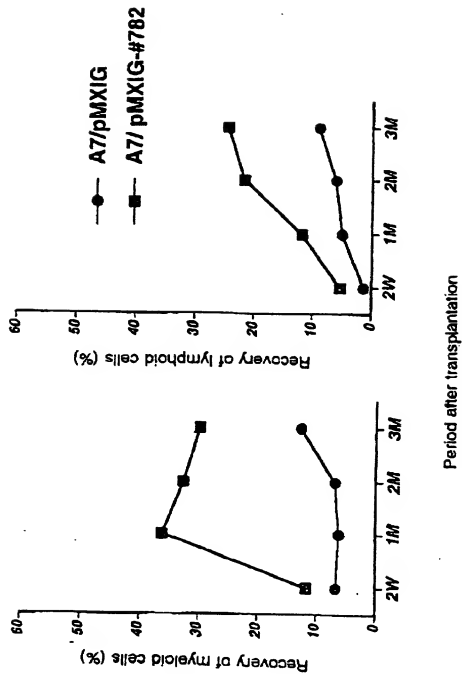 Recovery of myeloid cells (%)
60
50
40
30
20
10
0
2W
1M
2M
3M
Recovery of lymphoid cells (%)
60
50
40
30
20
10
0
2W
1M
2M
3M
A7/pMXIG
A7/ pMXIG-#782
Period after transplantation